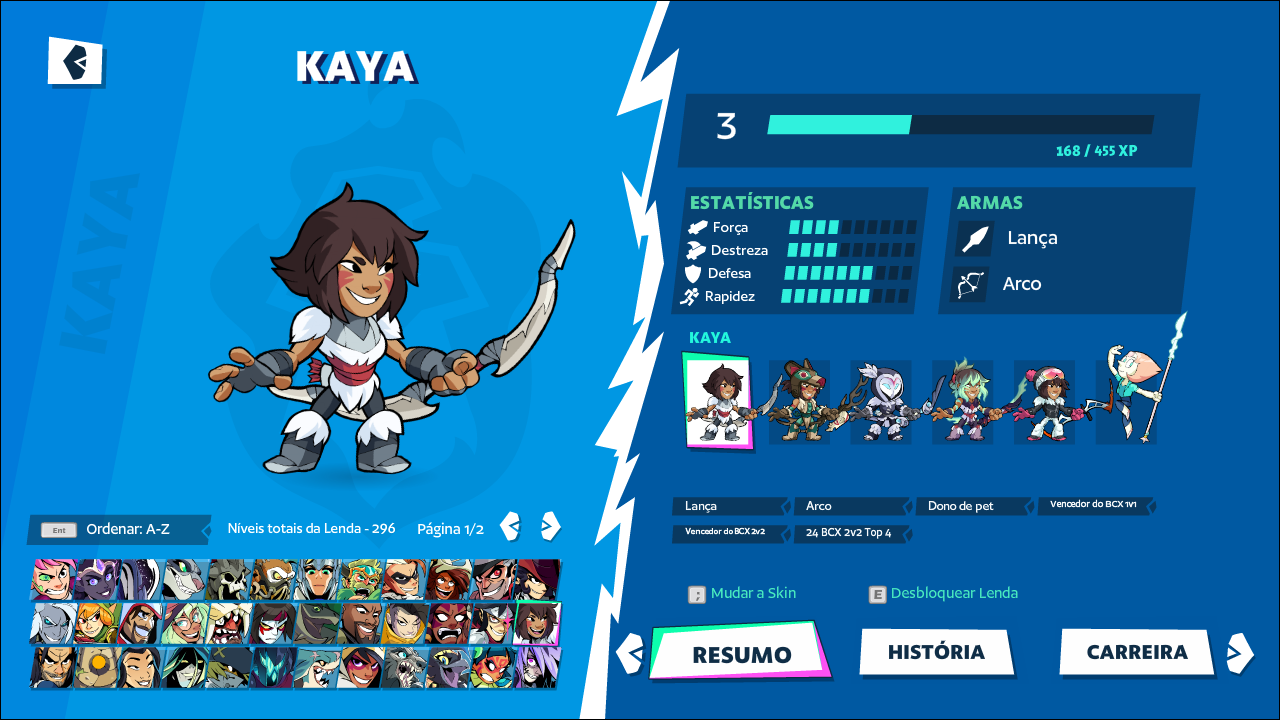 KAYA
KAYA
3
168 / 455 XP
ESTATÍSTICAS
Força
Destreza
Defesa
Rapidez
ARMAS
Lança
Arco
KAYA
Lança
Arco
Dono de pet
Vencedor do BCX 1v1
Vencedor do BCX 2v2
24 BCX 2v2 Top 4
Ent Ordenar: A-Z
Níveis totais da Lenda - 296
Página 1/2
; Mudar a Skin
E Desbloquear Lenda
RESUMO
HISTÓRIA
CARREIRA